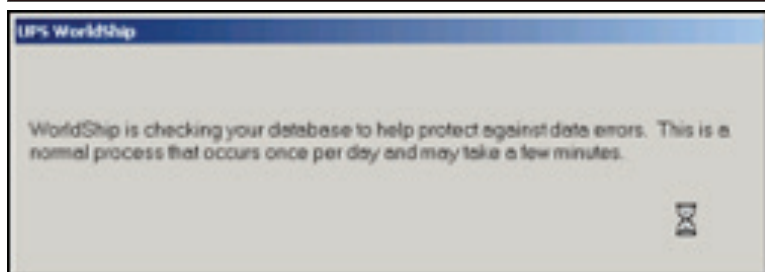 UPS WorldShip
WorldShip is checking your database to help protect against data errors. This is a
normal process that occurs once per day and may take a few minutes.